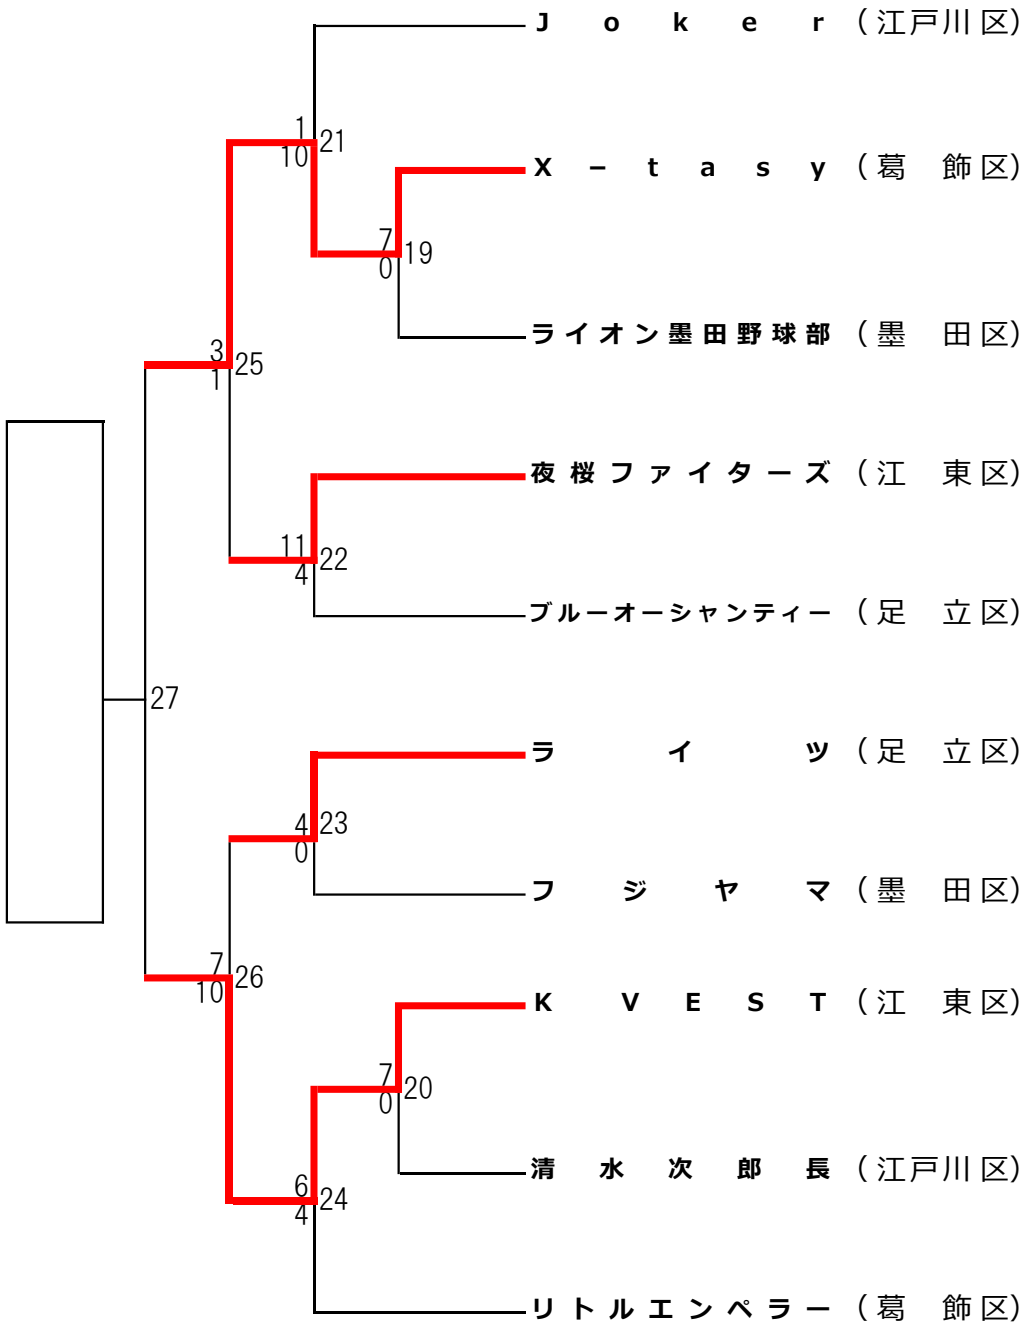 Joker (江戸川区)
1
10
21
X－tasy (葛飾区)
7
0
19
ライオン墨田野球部 (墨田区)
3
1
25
夜桜ファイターズ (江東区)
11
4
22
ブルーオーシャンティー (足立区)
27
ライツ (足立区)
4
0
23
フジヤマ (墨田区)
7
10
26
K VEST (江東区)
7
0
20
清水次郎長 (江戸川区)
6
4
24
リトルエンペラー (葛飾区)